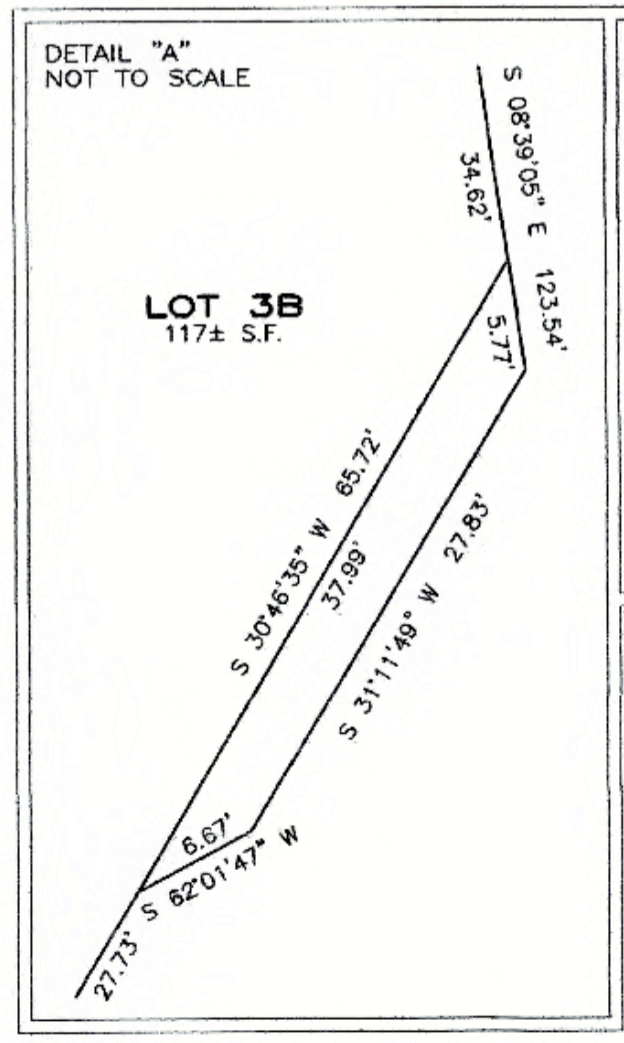 DETAIL "A"
NOT TO SCALE
S 08°39'05" E 123.54'
34.62'
LOT 3B
117± S.F.
5.77'
S 30°46'35" W 65.72'
37.99'
S 31°11'49" W 27.83'
6.67'
S 62°01'47" W
27.73'